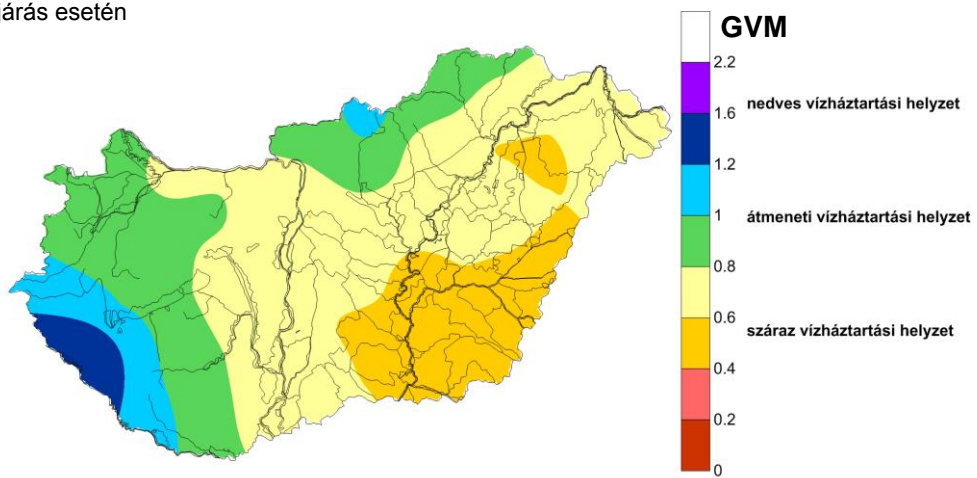 járás esetén
GVM
2.2
nedves vízháztartási helyzet
1.6
1.2
1
átmeneti vízháztartási helyzet
0.8
0.6
száraz vízháztartási helyzet
0.4
0.2
0